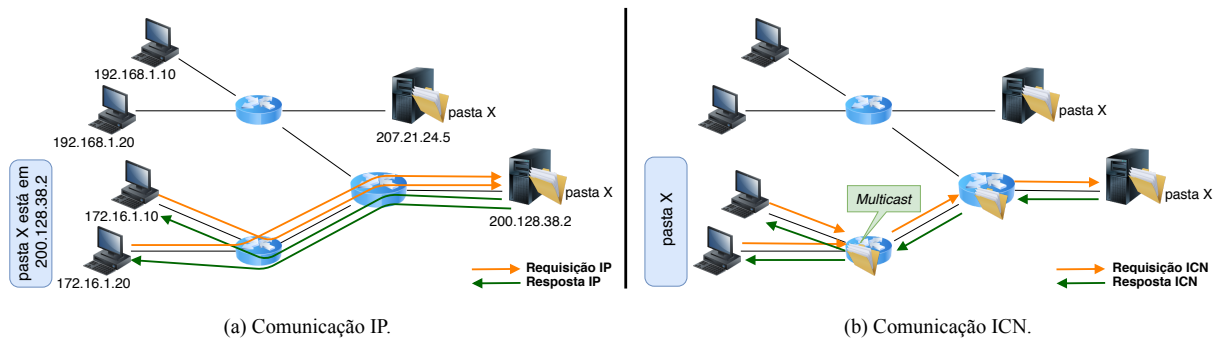 192.168.1.10
192.168.1.20
pasta X
207.21.24.5
pasta X está em
200.128.38.2
172.16.1.10
172.16.1.20
pasta X
200.128.38.2
Requisição IP
Resposta IP
(a) Comunicação IP.
pasta X
pasta X
Multicast
pasta X
Requisição ICN
Resposta ICN
(b) Comunicação ICN.